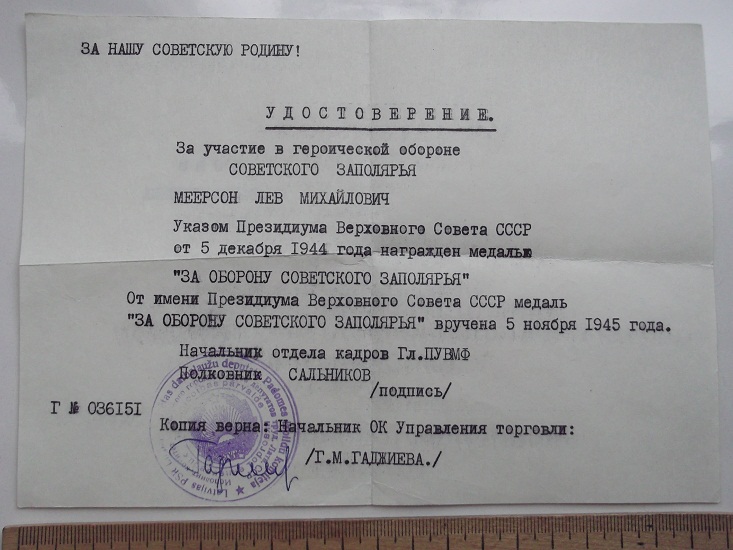 ЗА НАШУ СОВЕТСКУЮ РОДИНУ!
УДОСТОВЕРЕНИЕ.
За участие в героической обороне
СОВЕТСКОГО ЗАПОЛЯРЬЯ
МЕЕРСОН ЛЕВ МИХАЙЛОВИЧ
Указом Президиума Верховного Совета СССР
от 5 декабря 1944 года награжден медалью
"ЗА ОБОРОНУ СОВЕТСКОГО ЗАПОЛЯРЬЯ"
От имени Президиума Верховного Совета СССР медаль
"ЗА ОБОРОНУ СОВЕТСКОГО ЗАПОЛЯРЬЯ" вручена 5 ноября 1945 года.
Начальник отдела кадров Гл.ПУВМФ
Полковник САЛЬНИКОВ
/подпись/
Г № 036151
Копия верна: Начальник ОК Управления торговли:
/Г.М.ГАДЖИЕВА./
Latvijas PSR